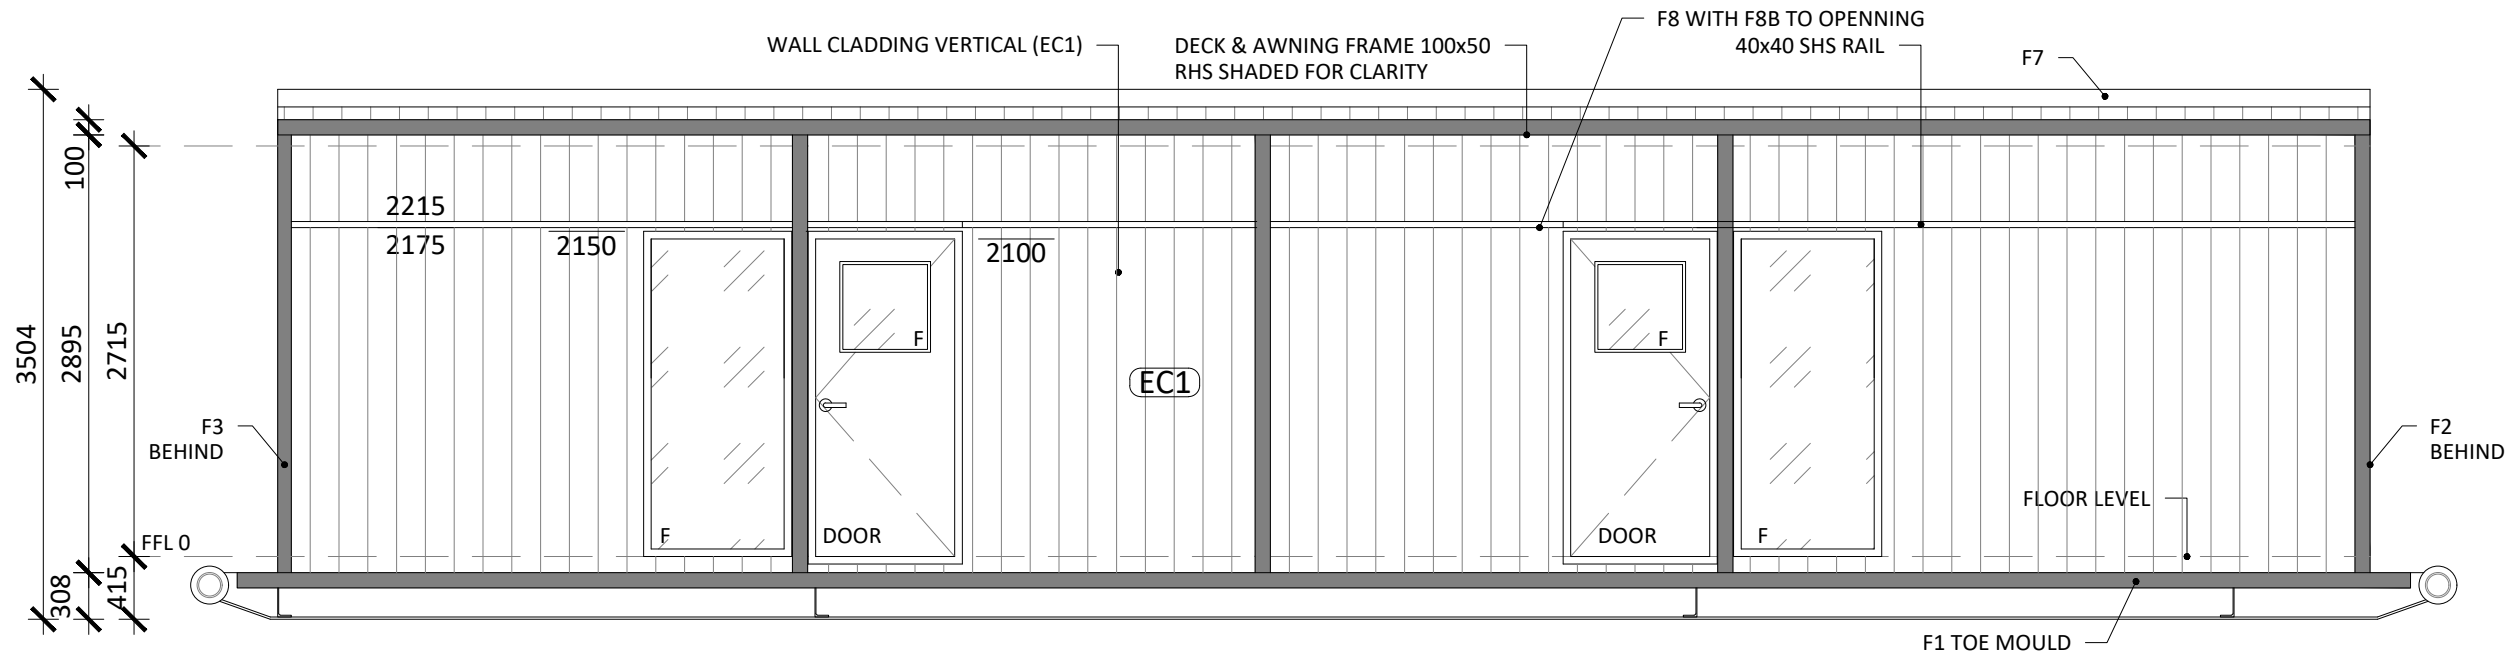 F8 WITH F8B TO OPENNING
WALL CLADDING VERTICAL (EC1)
DECK & AWNING FRAME 100x50
RHS SHADED FOR CLARITY
40x40 SHS RAIL
F7
100
2215
2175
2150
2100
3504
2895
2715
F
F
EC1
F3
BEHIND
F2
BEHIND
FLOOR LEVEL
F
DOOR
DOOR
F
FFL 0
308
415
F1 TOE MOULD